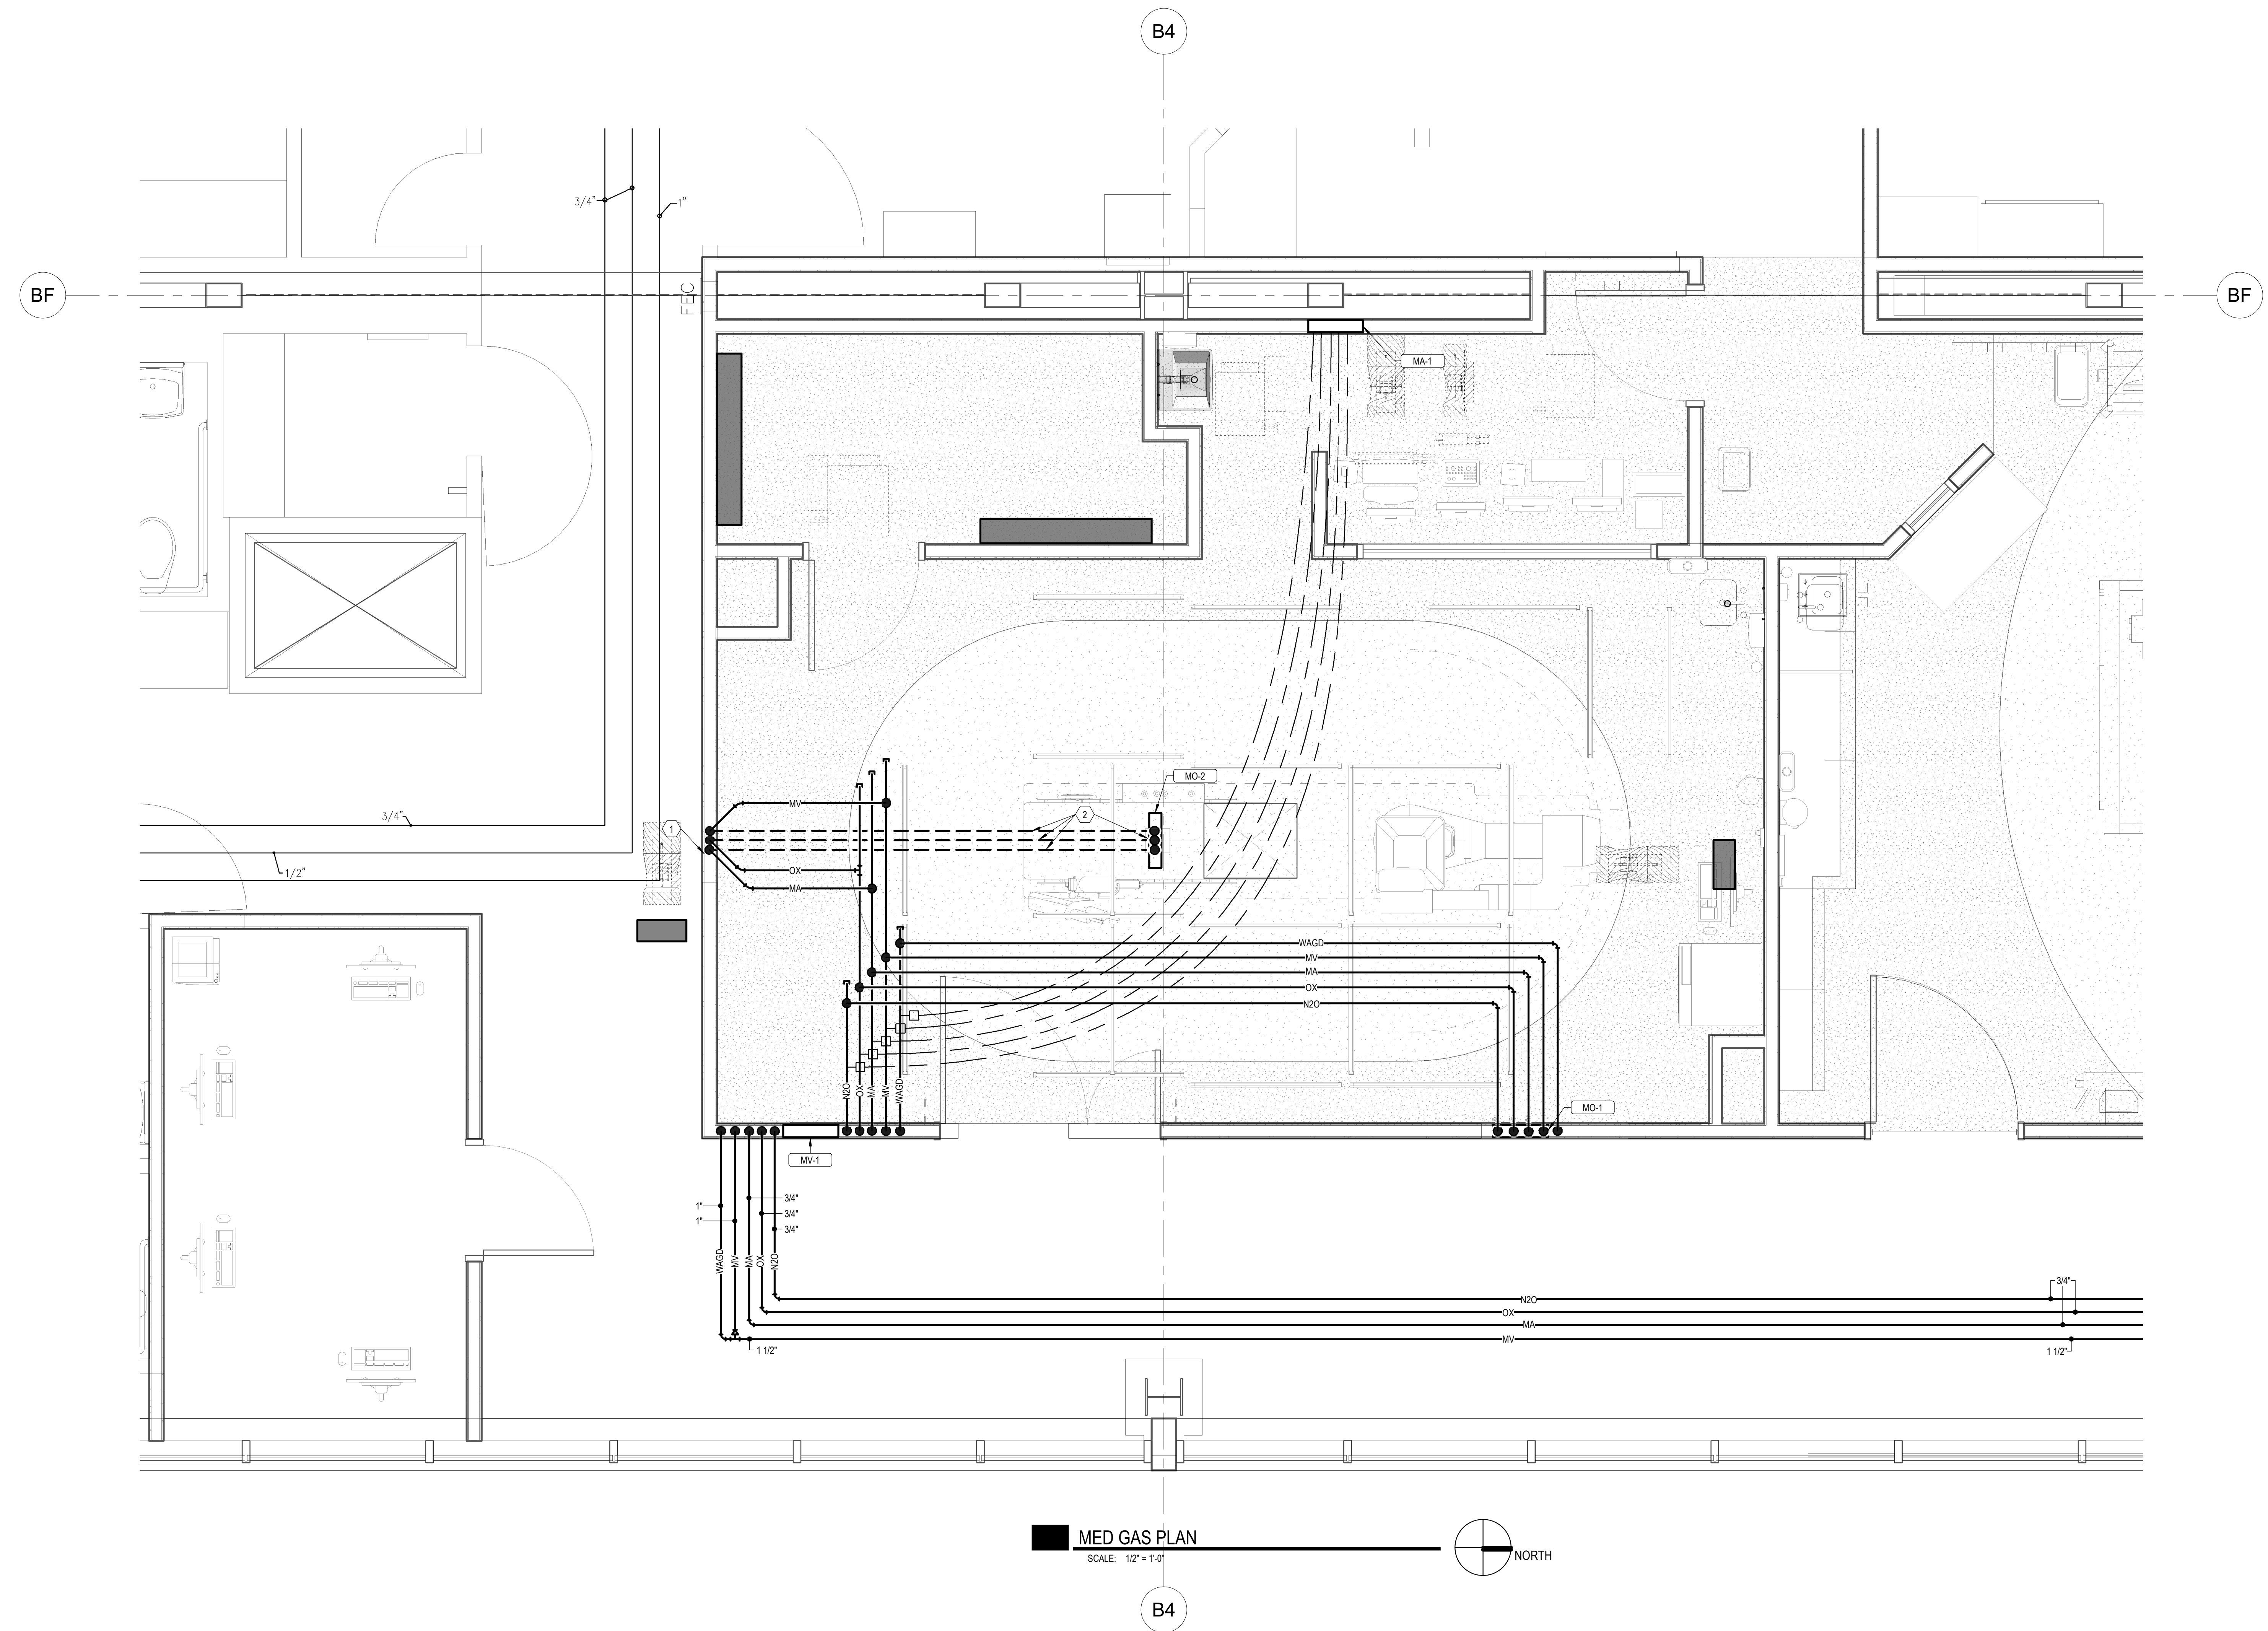 B4
3/4"
1"
BF
FEC
BF
MA-1
MO-2
MV
3/4"
1
2
OX
1/2"
MA
WAGD
MV
MA
OX
N2O
N2O
OX
MA
MV
WAGD
MO-1
MV-1
3/4"
1"
3/4"
1"
3/4"
WAGD
MV
MA
OX
N2O
3/4"
N2O
OX
MA
MV
1 1/2"
1 1/2"
MED GAS PLAN
SCALE: 1/2" = 1'-0"
NORTH
B4